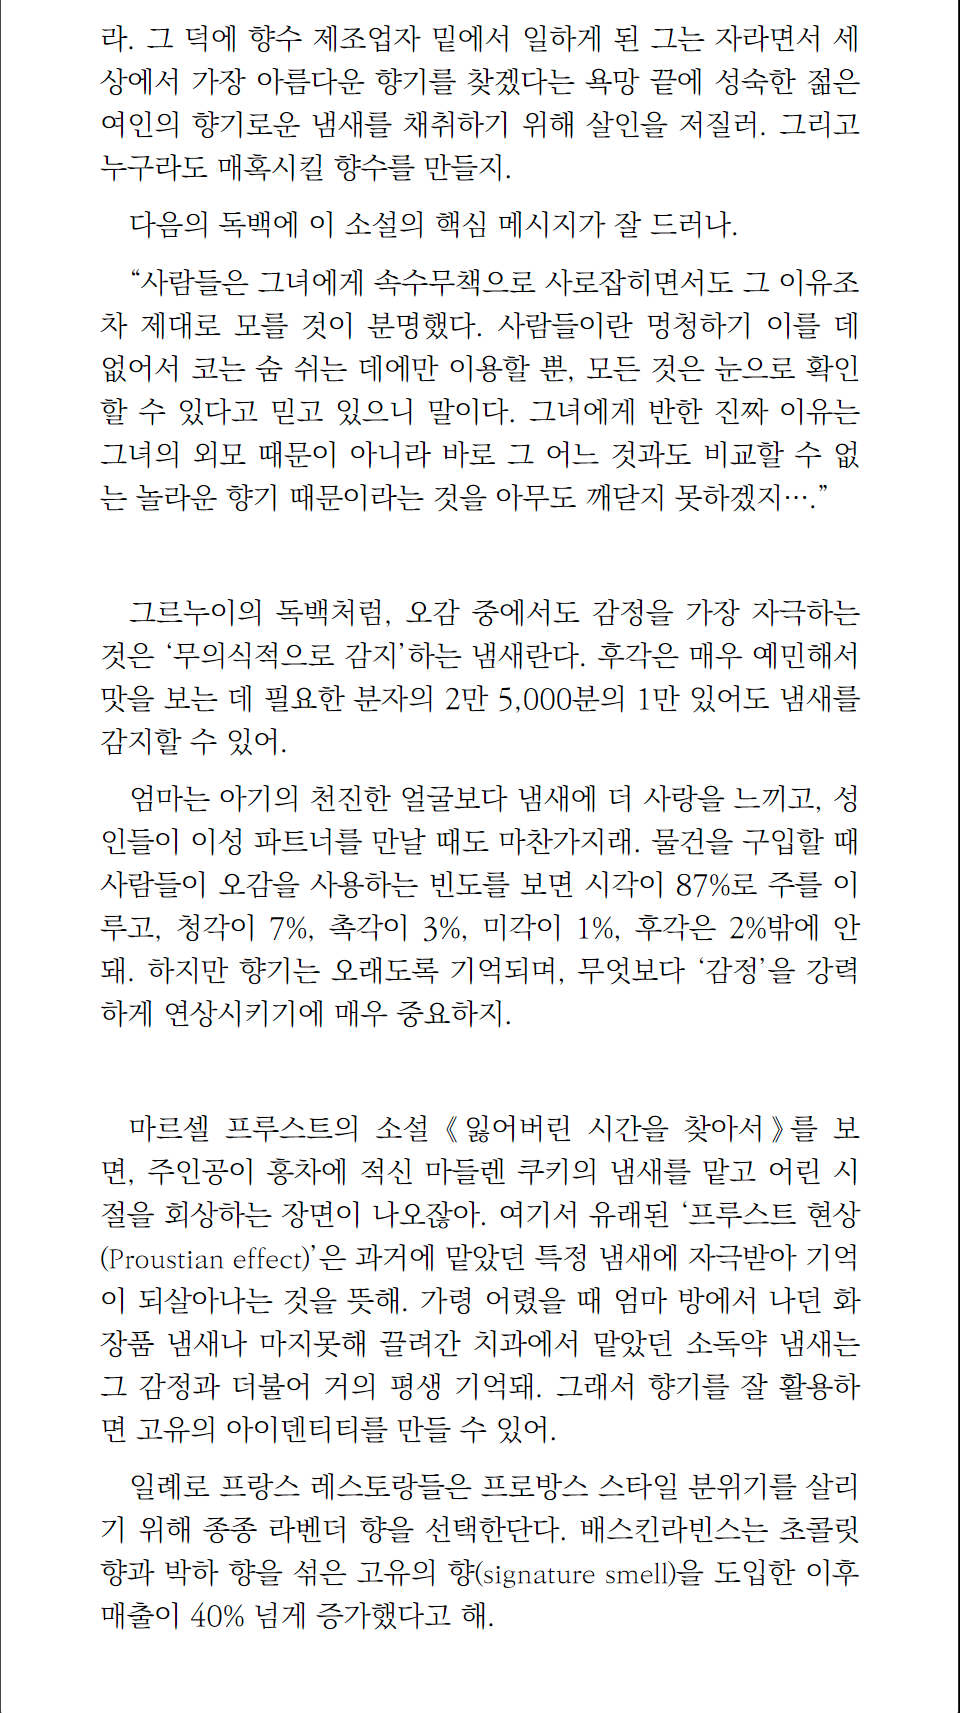 라. 그 덕에 향수 제조업자 밑에서 일하게 된 그는 자라면서 세
상에서 가장 아름다운 향기를 찾겠다는 욕망 끝에 성숙한 젊은
여인의 향기로운 냄새를 채취하기 위해 살인을 저질러. 그리고
누구라도 매혹시킬 향수를 만들지.
다음의 독백에 이 소설의 핵심 메시지가 잘 드러나.
“사람들은 그녀에게 속수무책으로 사로잡히면서도 그 이유조
차 제대로 모를 것이 분명했다. 사람들이란 멍청하기 이를 데
없어서 코는 숨 쉬는 데에만 이용할 뿐, 모든 것은 눈으로 확인
할 수 있다고 믿고 있으니 말이다. 그녀에게 반한 진짜 이유는
그녀의 외모 때문이 아니라 바로 그 어느 것과도 비교할 수 없
는 놀라운 향기 때문이라는 것을 아무도 깨닫지 못하겠지….”
그르누이의 독백처럼, 오감 중에서도 감정을 가장 자극하는
것은 ‘무의식적으로 감지’하는 냄새란다. 후각은 매우 예민해서
맛을 보는 데 필요한 분자의 2만 5,000분의 1만 있어도 냄새를
감지할 수 있어.
엄마는 아기의 천진한 얼굴보다 냄새에 더 사랑을 느끼고, 성
인들이 이성 파트너를 만날 때도 마찬가지래. 물건을 구입할 때
사람들이 오감을 사용하는 빈도를 보면 시각이 87%로 주를 이
루고, 청각이 7%, 촉각이 3%, 미각이 1%, 후각은 2%밖에 안
돼. 하지만 향기는 오래도록 기억되며, 무엇보다 ‘감정’을 강력
하게 연상시키기에 매우 중요하지.
마르셀 프루스트의 소설 《잃어버린 시간을 찾아서》를 보
면, 주인공이 홍차에 적신 마들렌 쿠키의 냄새를 맡고 어린 시
절을 회상하는 장면이 나오잖아. 여기서 유래된 ‘프루스트 현상
(Proustian effect)’은 과거에 맡았던 특정 냄새에 자극받아 기억
이 되살아나는 것을 뜻해. 가령 어렸을 때 엄마 방에서 나던 화
장품 냄새나 마지못해 끌려간 치과에서 맡았던 소독약 냄새는
그 감정과 더불어 거의 평생 기억돼. 그래서 향기를 잘 활용하
면 고유의 아이덴티티를 만들 수 있어.
일례로 프랑스 레스토랑들은 프로방스 스타일 분위기를 살리
기 위해 종종 라벤더 향을 선택한단다. 배스킨라빈스는 초콜릿
향과 박하 향을 섞은 고유의 향(signature smell)을 도입한 이후
매출이 40% 넘게 증가했다고 해.